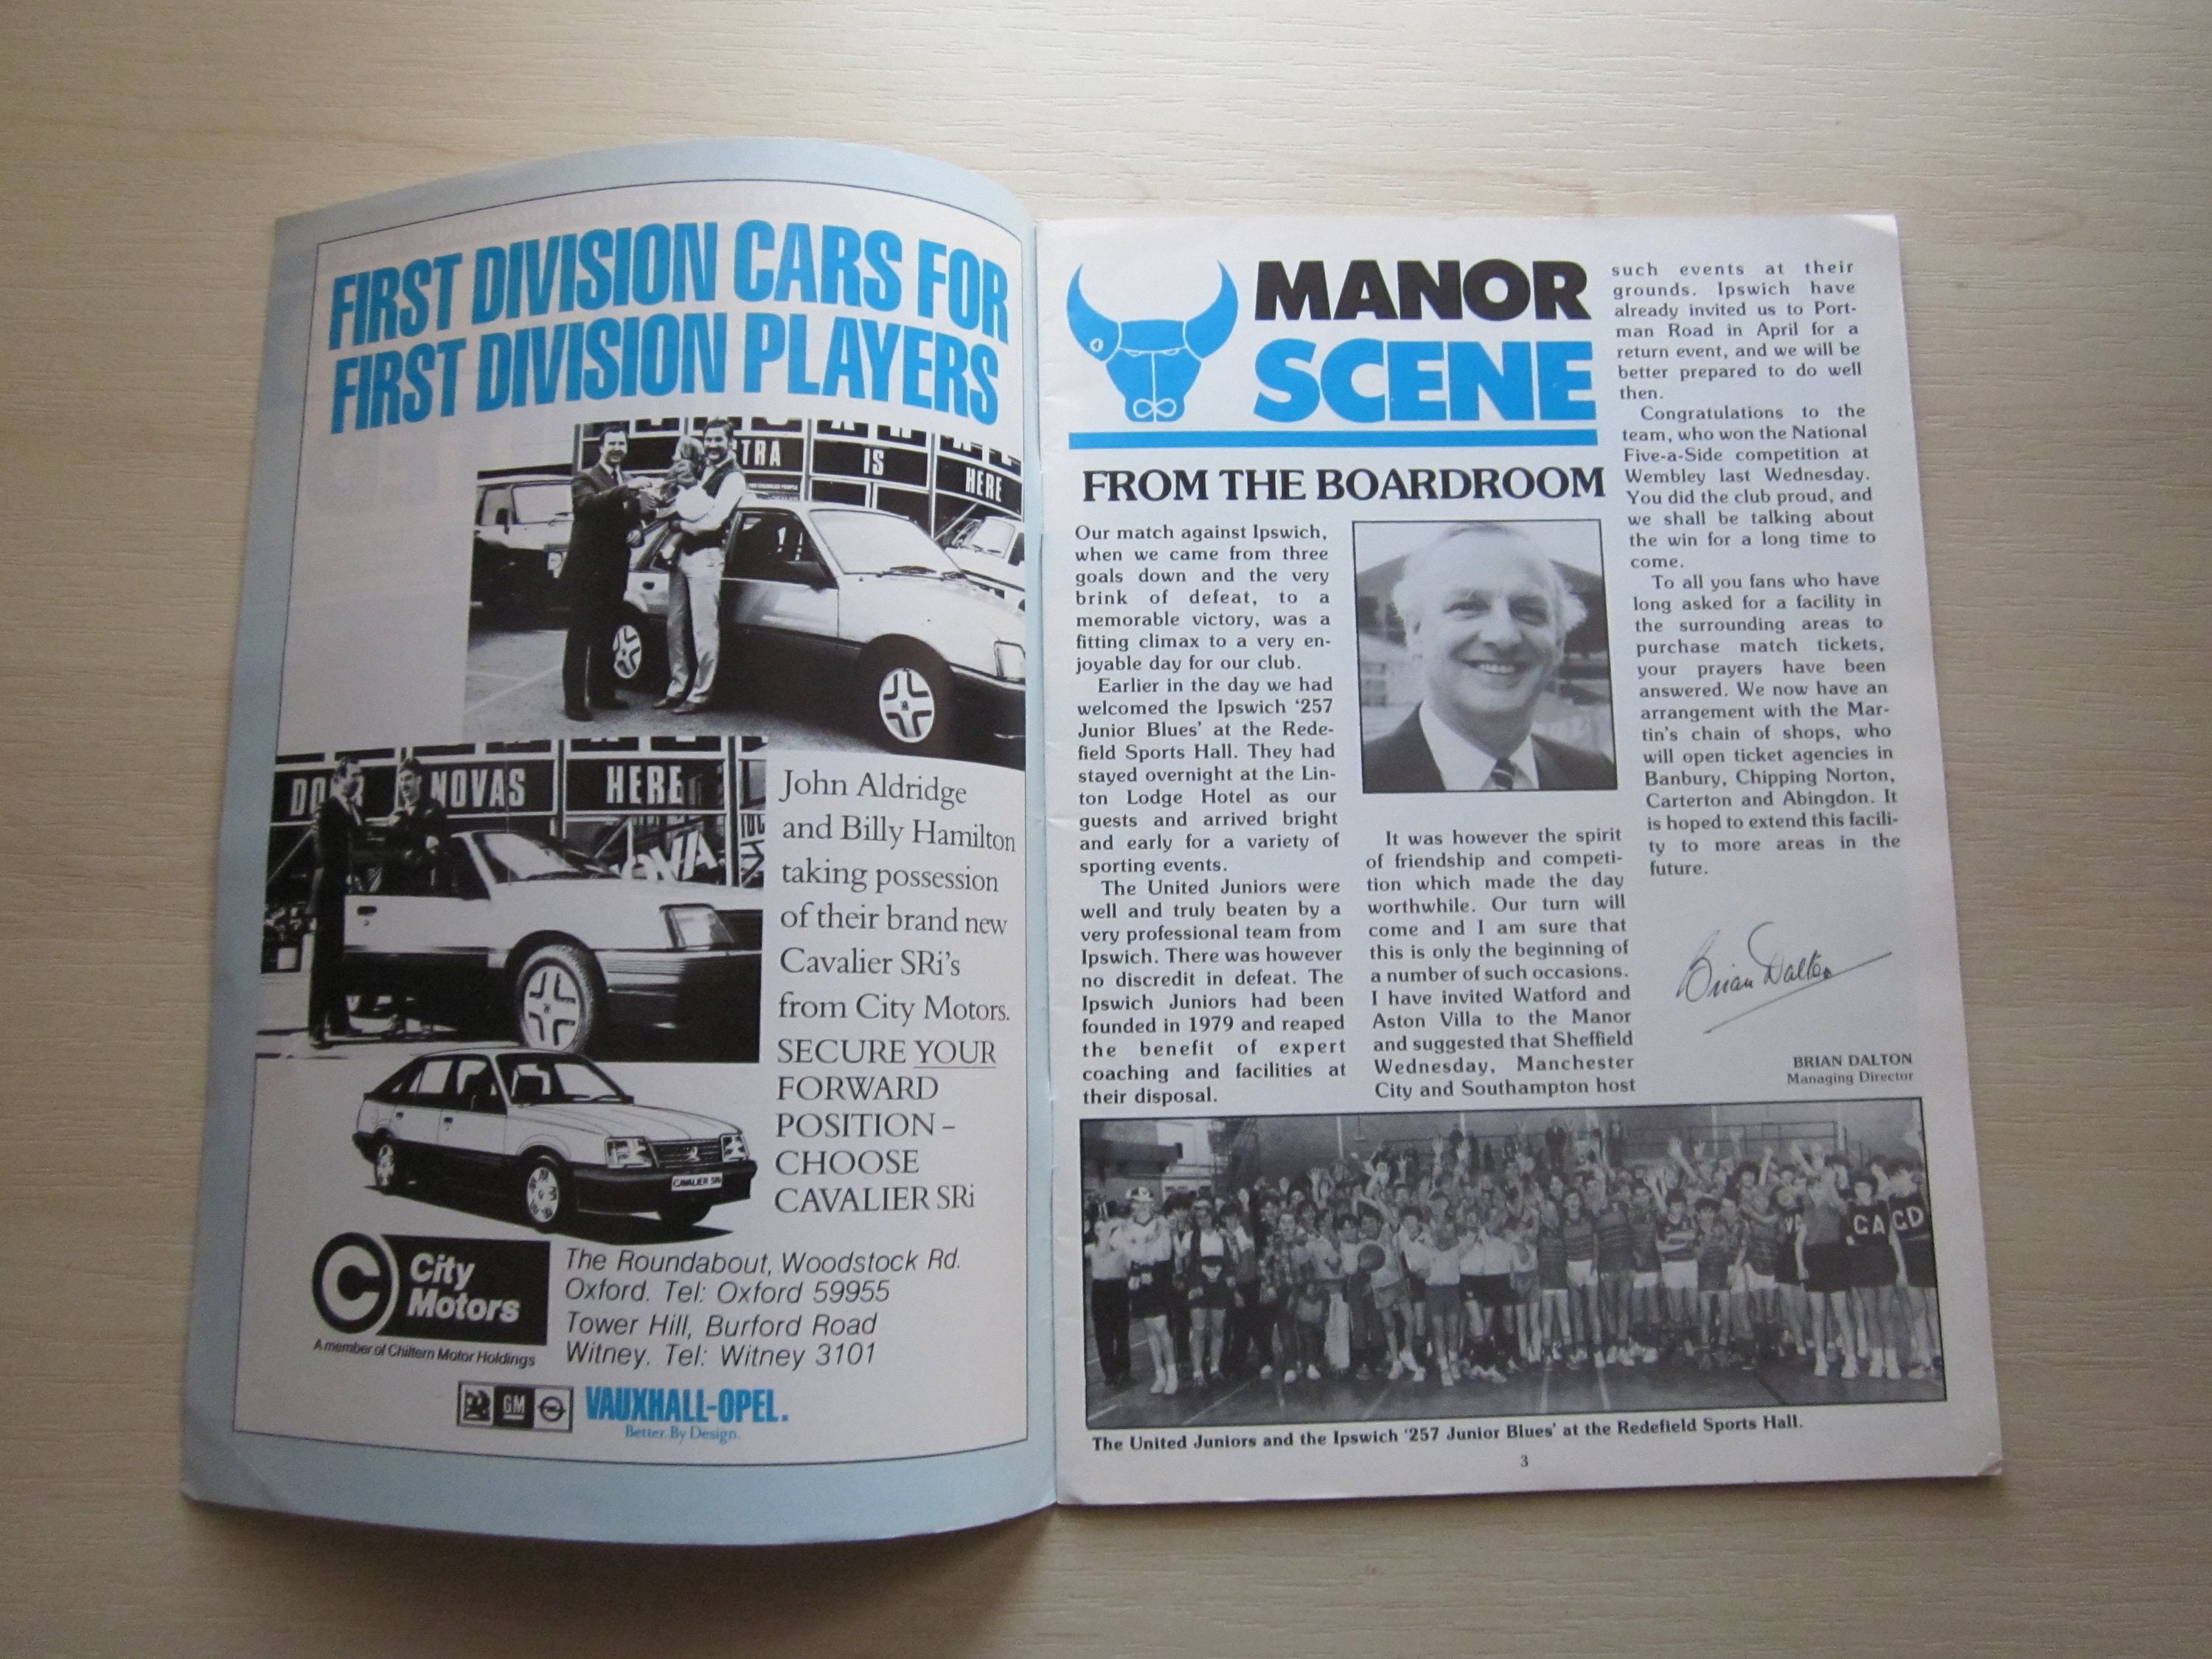 FIRST DIVISION CARS FOR
FIRST DIVISION PLAYERS
TRA
IS
HERE
NOVAS
HERE
John Aldridge
and Billy Hamilton
taking possession
of their brand new
Cavalier SRi's
from City Motors.
SECURE YOUR
FORWARD
POSITION –
CHOOSE
CAVALIER SRi
CAVALIER SRi
City
Motors
A member of Chiltern Motor Holdings
The Roundabout, Woodstock Rd.
Oxford. Tel: Oxford 59955
Tower Hill, Burford Road
Witney. Tel: Witney 3101
GM
VAUXHALL-OPEL.
Better. By Design.
MANOR
SCENE
FROM THE BOARDROOM
Our match against Ipswich,
when we came from three
goals down and the very
brink of defeat, to a
memorable victory, was a
fitting climax to a very en-
joyable day for our club.
Earlier in the day we had
welcomed the Ipswich '257
Junior Blues' at the Rede-
field Sports Hall. They had
stayed overnight at the Lin-
ton Lodge Hotel as our
guests and arrived bright
and early for a variety of
sporting events.
The United Juniors were
well and truly beaten by a
very professional team from
Ipswich. There was however
no discredit in defeat. The
Ipswich Juniors had been
founded in 1979 and reaped
the benefit of expert
coaching and facilities at
their disposal.
It was however the spirit
of friendship and competi-
tion which made the day
worthwhile. Our turn will
come and I am sure that
this is only the beginning of
a number of such occasions.
I have invited Watford and
Aston Villa to the Manor
and suggested that Sheffield
Wednesday, Manchester
City and Southampton host
such events at their
grounds. Ipswich have
already invited us to Port-
man Road in April for a
return event, and we will be
better prepared to do well
then.
Congratulations to the
team, who won the National
Five-a-Side competition at
Wembley last Wednesday.
You did the club proud, and
we shall be talking about
the win for a long time to
come.
To all you fans who have
long asked for a facility in
the surrounding areas to
purchase match tickets,
your prayers have been
answered. We now have an
arrangement with the Mar-
tin's chain of shops, who
will open ticket agencies in
Banbury, Chipping Norton,
Carterton and Abingdon. It
is hoped to extend this facili-
ty to more areas in the
future.
Brian Dalton
BRIAN DALTON
Managing Director
GA
GD
The United Juniors and the Ipswich '257 Junior Blues' at the Redefield Sports Hall.
3